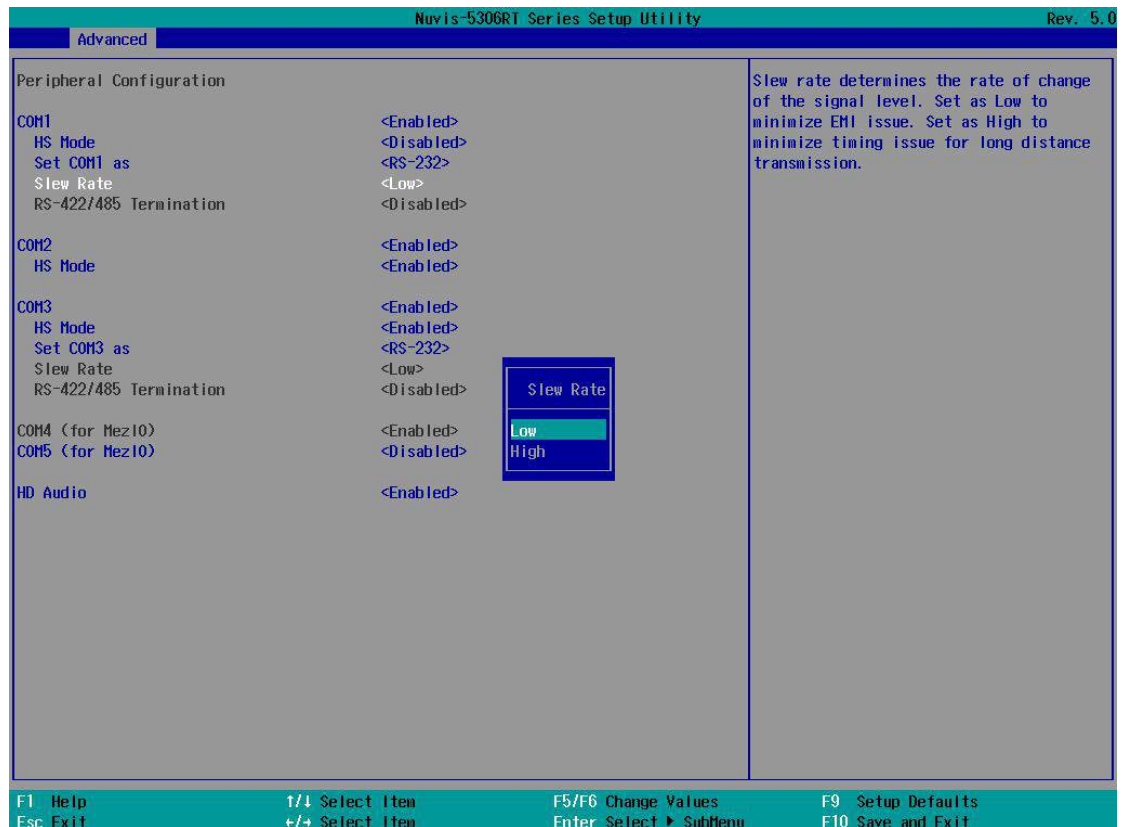 Nuvis-5306RT Series Setup Utility Rev. 5.0
Advanced
Peripheral Configuration
COM1 <Enabled>
HS Mode <Disabled>
Set COM1 as <RS-232>
Slew Rate <Low>
RS-422/485 Termination <Disabled>
COM2 <Enabled>
HS Mode <Enabled>
COM3 <Enabled>
HS Mode <Enabled>
Set COM3 as <RS-232>
Slew Rate <Low>
RS-422/485 Termination <Disabled>
COM4 (for MezIO) <Enabled>
COM5 (for MezIO) <Disabled>
HD Audio <Enabled>
Slew Rate
Low
High
Slew rate determines the rate of change
of the signal level. Set as Low to
minimize EMI issue. Set as High to
minimize timing issue for long distance
transmission.
F1 Help ↑/↓ Select Item F5/F6 Change Values F9 Setup Defaults
Esc Exit ←/→ Select Item Enter Select ▶ SubMenu F10 Save and Exit